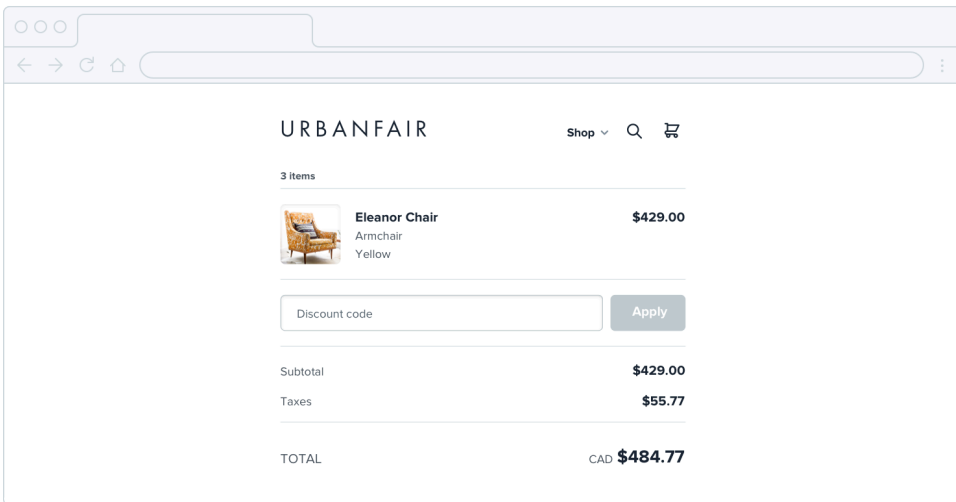 URBANFAIR
Shop
3 items
Eleanor Chair $429.00
Armchair
Yellow
Discount code Apply
Subtotal $429.00
Taxes $55.77
TOTAL CAD $484.77